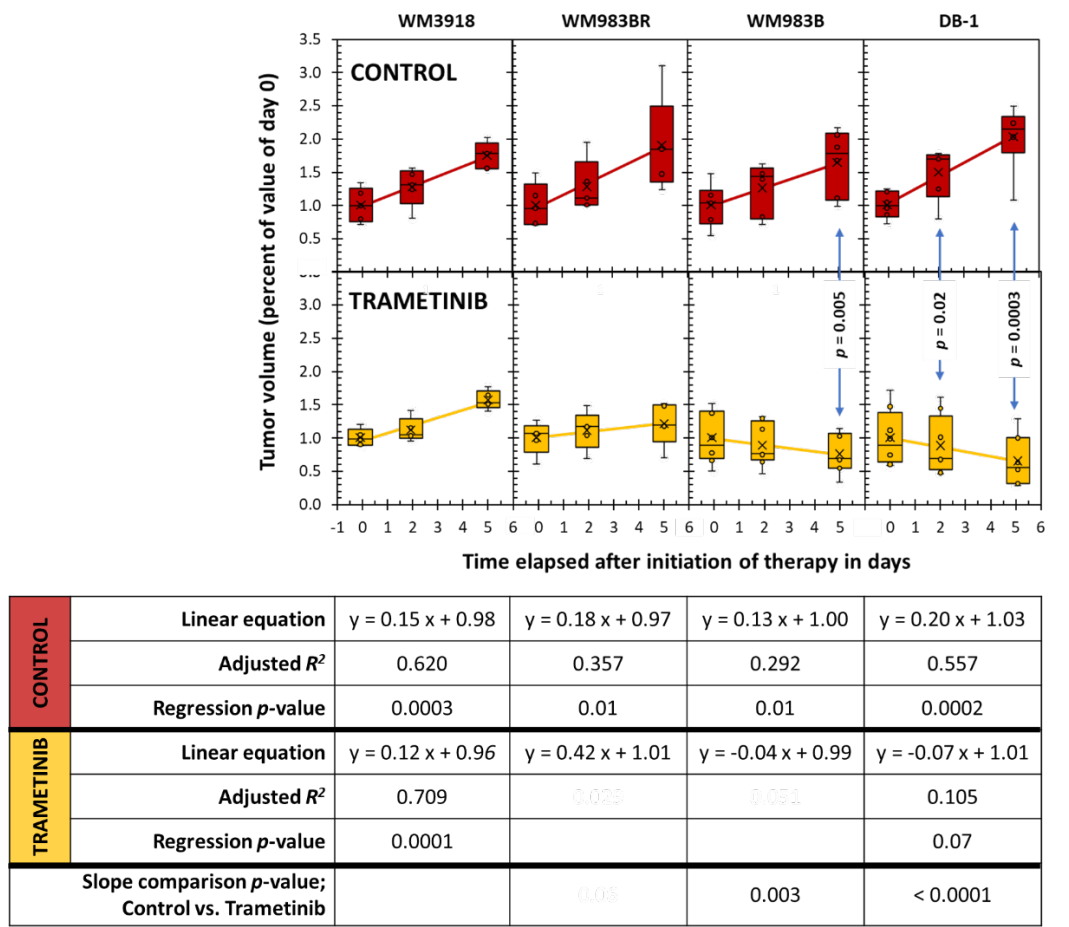 WM3918 WM983BR WM983B DB-1
3.5
CONTROL
3.0
2.5
2.0
1.5
1.0
0.5
TRAMETINIB
3.0
2.5
2.0
1.5
1.0
0.5
0.0
p = 0.005
p = 0.02
p = 0.0003
Tumor volume (percent of value of day 0)
-1 0 1 2 3 4 5 6 0 1 2 3 4 5 6 0 1 2 3 4 5 0 1 2 3 4 5 6
Time elapsed after initiation of therapy in days
CONTROL
Linear equation y = 0.15 x + 0.98 y = 0.18 x + 0.97 y = 0.13 x + 1.00 y = 0.20 x + 1.03
Adjusted R² 0.620 0.357 0.292 0.557
Regression p-value 0.0003 0.01 0.01 0.0002
TRAMETINIB
Linear equation y = 0.12 x + 0.96 y = 0.42 x + 1.01 y = -0.04 x + 0.99 y = -0.07 x + 1.01
Adjusted R² 0.709 0.105
Regression p-value 0.0001 0.07
Slope comparison p-value;
Control vs. Trametinib 0.003 < 0.0001